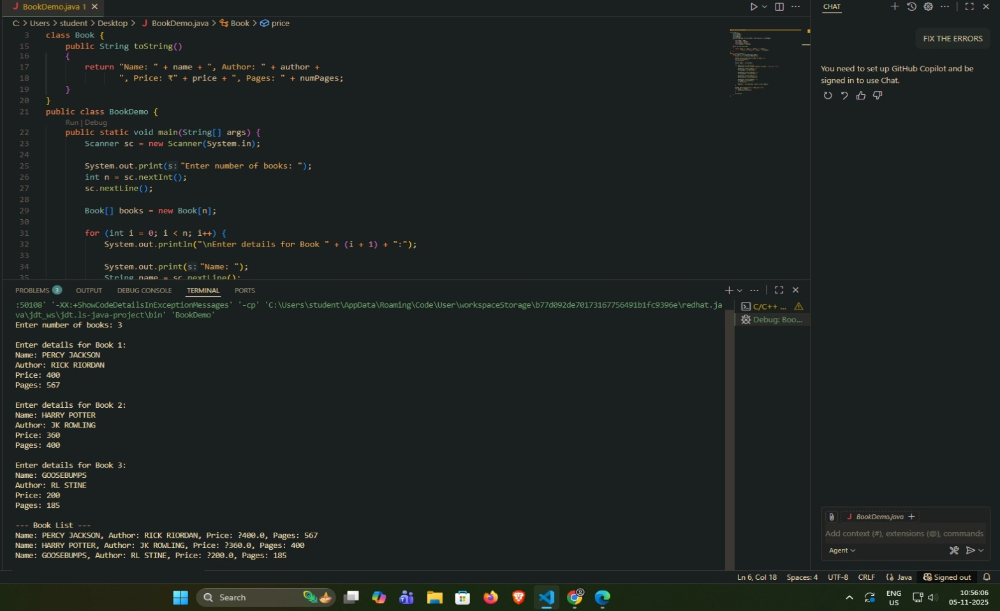 BookDemo.java 1
C: > Users > student > Desktop > BookDemo.java > Book > price
3 class Book {
15 public String toString()
16 {
17 return "Name: " + name + ", Author: " + author +
18 ", Price: ₹" + price + ", Pages: " + numPages;
19 }
20 }
21 public class BookDemo {
Run | Debug
22 public static void main(String[] args) {
23 Scanner sc = new Scanner(System.in);
24
25 System.out.print(s: "Enter number of books: ");
26 int n = sc.nextInt();
27 sc.nextLine();
28
29 Book[] books = new Book[n];
30
31 for (int i = 0; i < n; i++) {
32 System.out.println("\nEnter details for Book " + (i + 1) + ":");
33
34 System.out.print(s: "Name: ");
35 String name = sc.nextLine();
PROBLEMS 3 OUTPUT DEBUG CONSOLE TERMINAL PORTS
:50108' '-XX:+ShowCodeDetailsInExceptionMessages' '-cp' 'C:\Users\student\AppData\Roaming\Code\User\workspaceStorage\b77d092de70173167756491b1fc9396e\redhat.ja
va\jdt_ws\jdt.ls-java-project\bin' 'BookDemo'
Enter number of books: 3
Enter details for Book 1:
Name: PERCY JACKSON
Author: RICK RIORDAN
Price: 400
Pages: 567
Enter details for Book 2:
Name: HARRY POTTER
Author: JK ROWLING
Price: 360
Pages: 400
Enter details for Book 3:
Name: GOOSEBUMPS
Author: RL STINE
Price: 200
Pages: 185
--- Book List ---
Name: PERCY JACKSON, Author: RICK RIORDAN, Price: ?400.0, Pages: 567
Name: HARRY POTTER, Author: JK ROWLING, Price: ?360.0, Pages: 400
Name: GOOSEBUMPS, Author: RL STINE, Price: ?200.0, Pages: 185
C/C++ ...
Debug: Boo...
CHAT
FIX THE ERRORS
You need to set up GitHub Copilot and be
signed in to use Chat.
BookDemo.java
Add context (#), extensions (@), commands
Agent
Ln 6, Col 18 Spaces: 4 UTF-8 CRLF {} Java Signed out
Search
ENG
US
10:56:06
05-11-2025